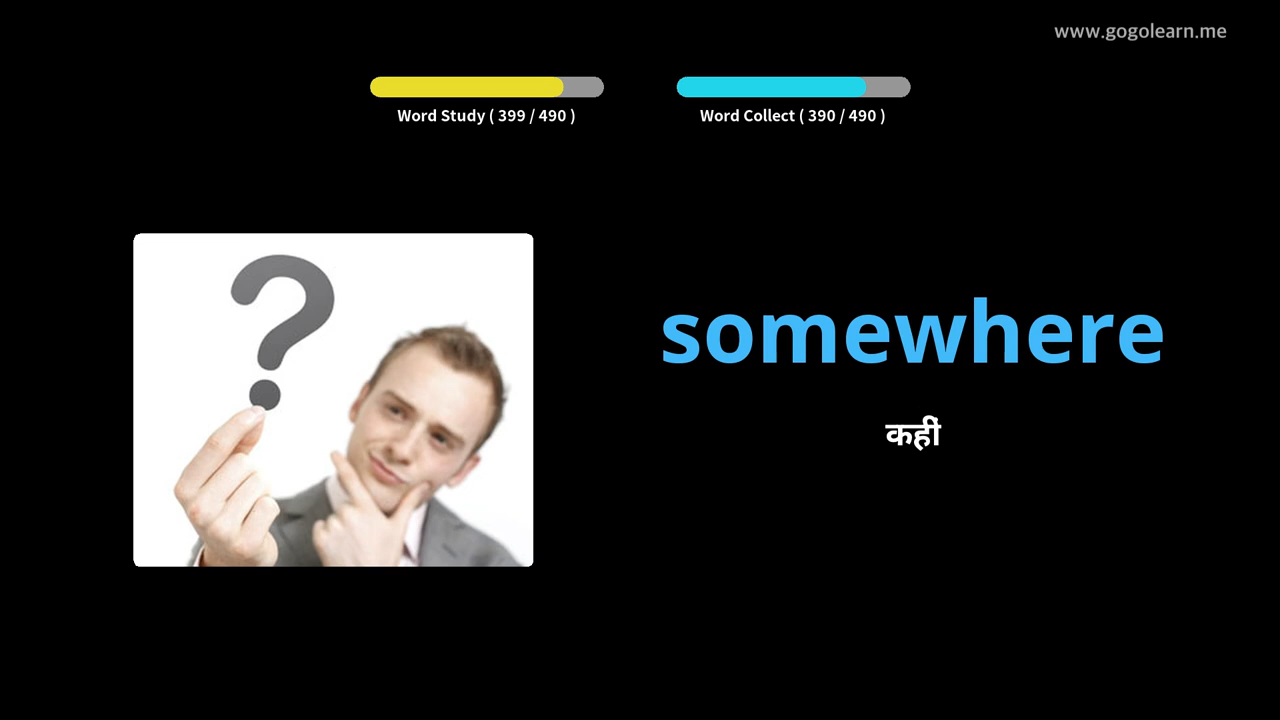 www.gogolearn.me
Word Study ( 399 / 490 )
Word Collect ( 390 / 490 )
?
somewhere
कहीं